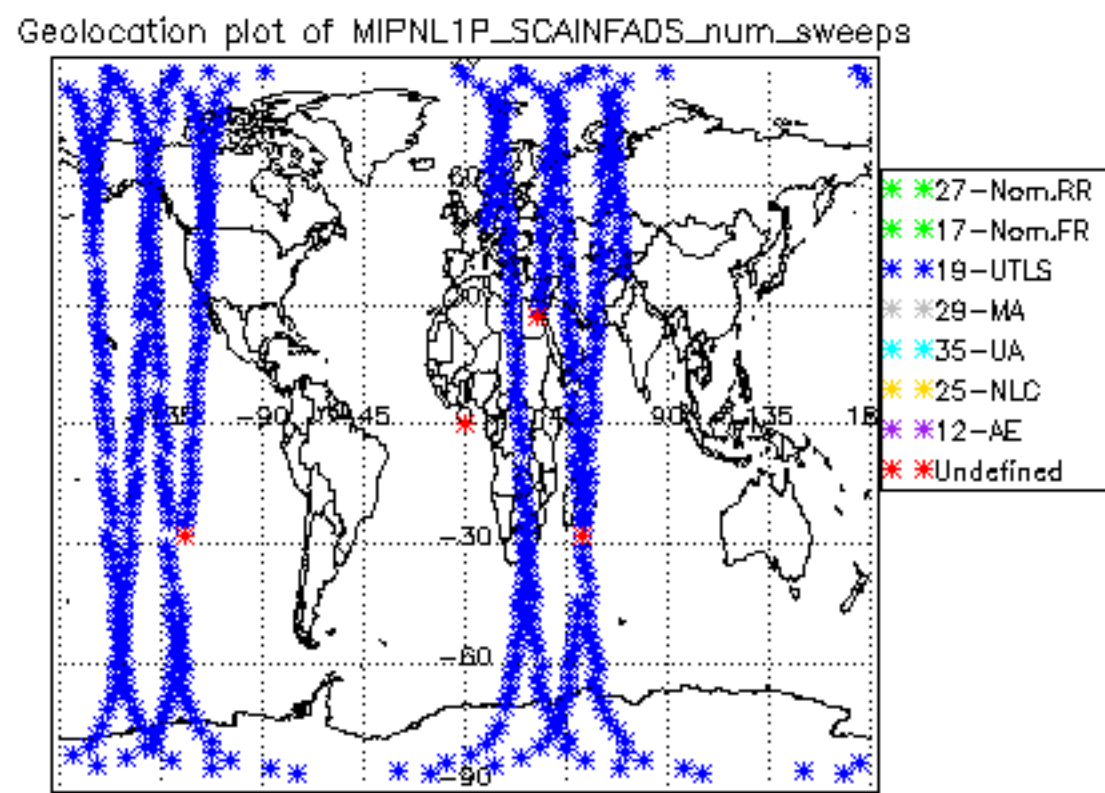 Geolocation plot of MIPNL1P_SCAINFADS_num_sweeps
60
-90
-45
90
135
-30
-60
-90
27-Nom.RR
17-Nom.FR
19-UTLS
29-MA
35-UA
25-NLC
12-AE
Undefined